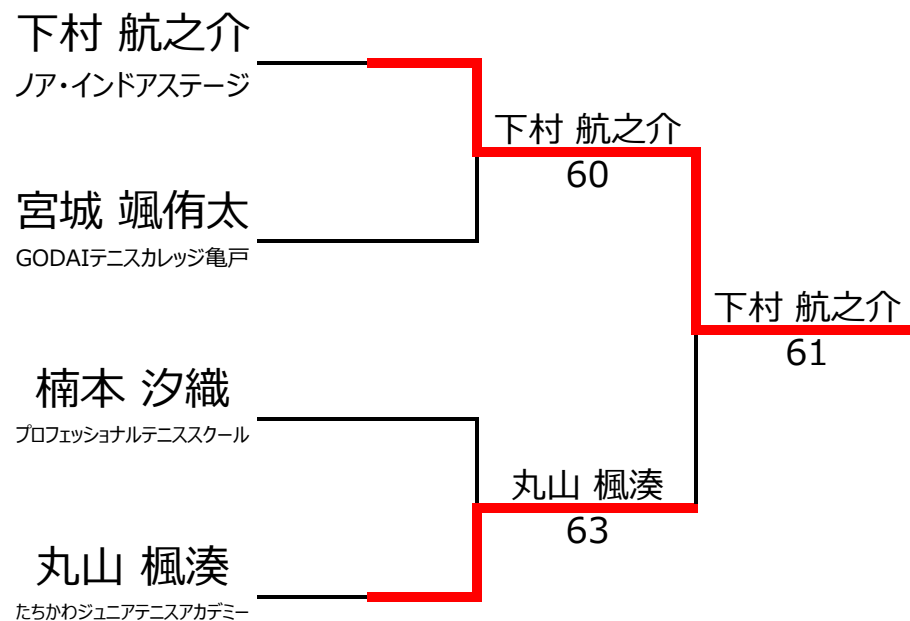 下村 航之介
ノア・インドアステージ
下村 航之介
60
宮城 颯侑太
GODAIテニスカレッジ亀戸
下村 航之介
61
楠本 汐織
プロフェッショナルテニススクール
丸山 楓湊
63
丸山 楓湊
たちかわジュニアテニスアカデミー